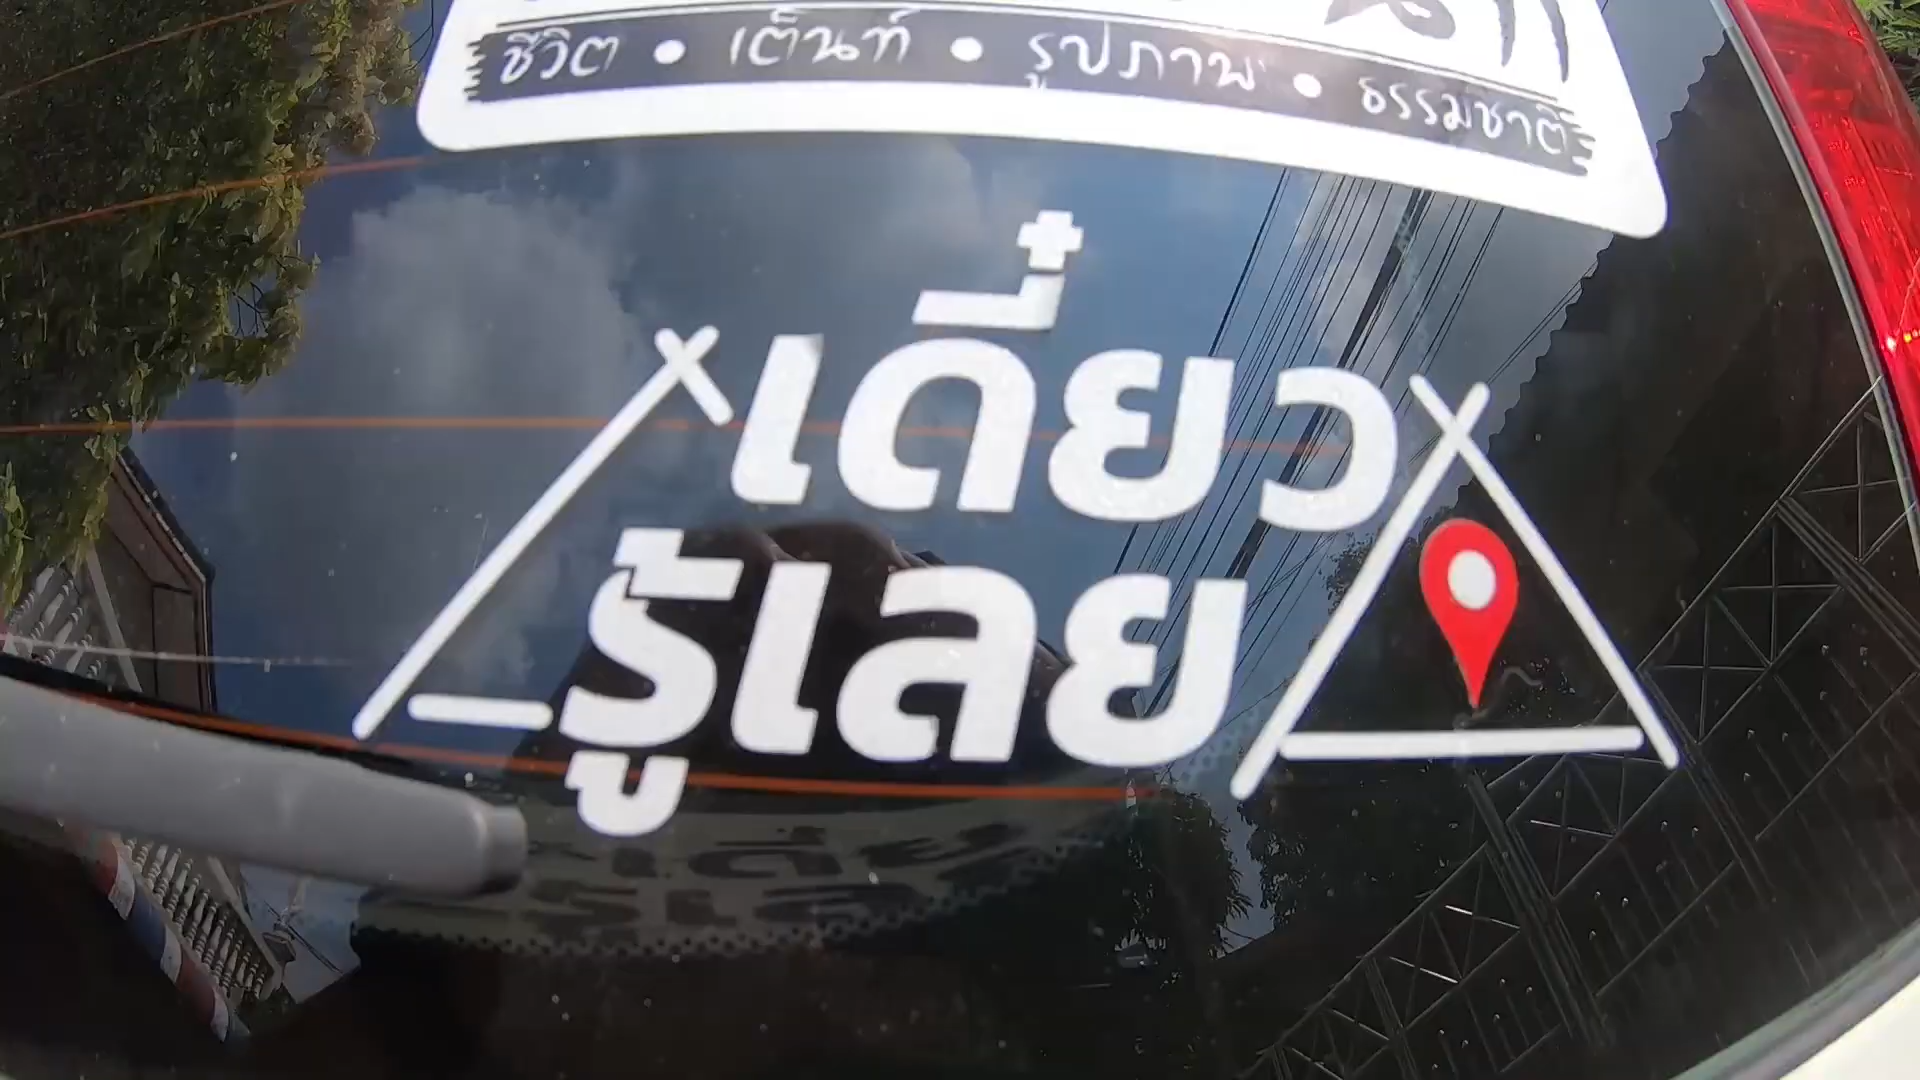 ชีวิต • เต็นท์ • รูปภาพ • ธรรมชาติ
เดี๋ยว
รู้เลย